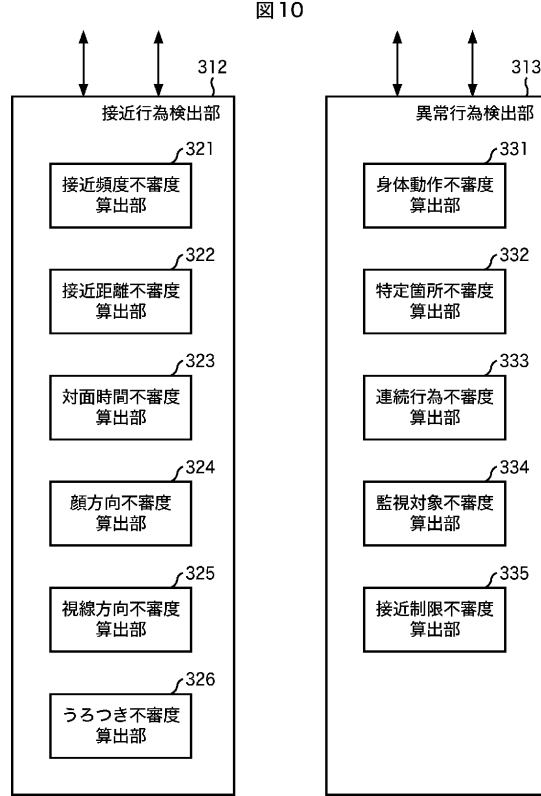 図10
312
接近行為検出部
321
接近頻度不審度
算出部
322
接近距離不審度
算出部
323
対面時間不審度
算出部
324
顔方向不審度
算出部
325
視線方向不審度
算出部
326
うろつき不審度
算出部
313
異常行為検出部
331
身体動作不審度
算出部
332
特定箇所不審度
算出部
333
連続行為不審度
算出部
334
監視対象不審度
算出部
335
接近制限不審度
算出部